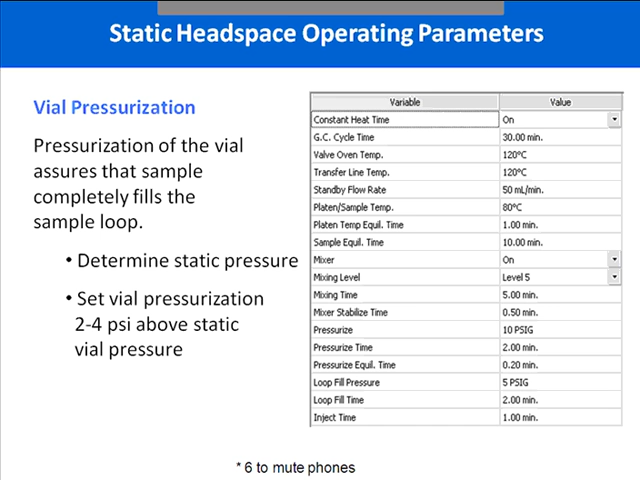 Static Headspace Operating Parameters
Vial Pressurization
Pressurization of the vial
assures that sample
completely fills the
sample loop.
• Determine static pressure
• Set vial pressurization
2-4 psi above static
vial pressure
Variable Value
Constant Heat Time On
G.C. Cycle Time 30.00 min.
Valve Oven Temp. 120°C
Transfer Line Temp. 120°C
Standby Flow Rate 50 mL/min.
Platen/Sample Temp. 80°C
Platen Temp Equil. Time 1.00 min.
Sample Equil. Time 10.00 min.
Mixer On
Mixing Level Level 5
Mixing Time 5.00 min.
Mixer Stabilize Time 0.50 min.
Pressurize 10 PSIG
Pressurize Time 2.00 min.
Pressurize Equil. Time 0.20 min.
Loop Fill Pressure 5 PSIG
Loop Fill Time 2.00 min.
Inject Time 1.00 min.
* 6 to mute phones